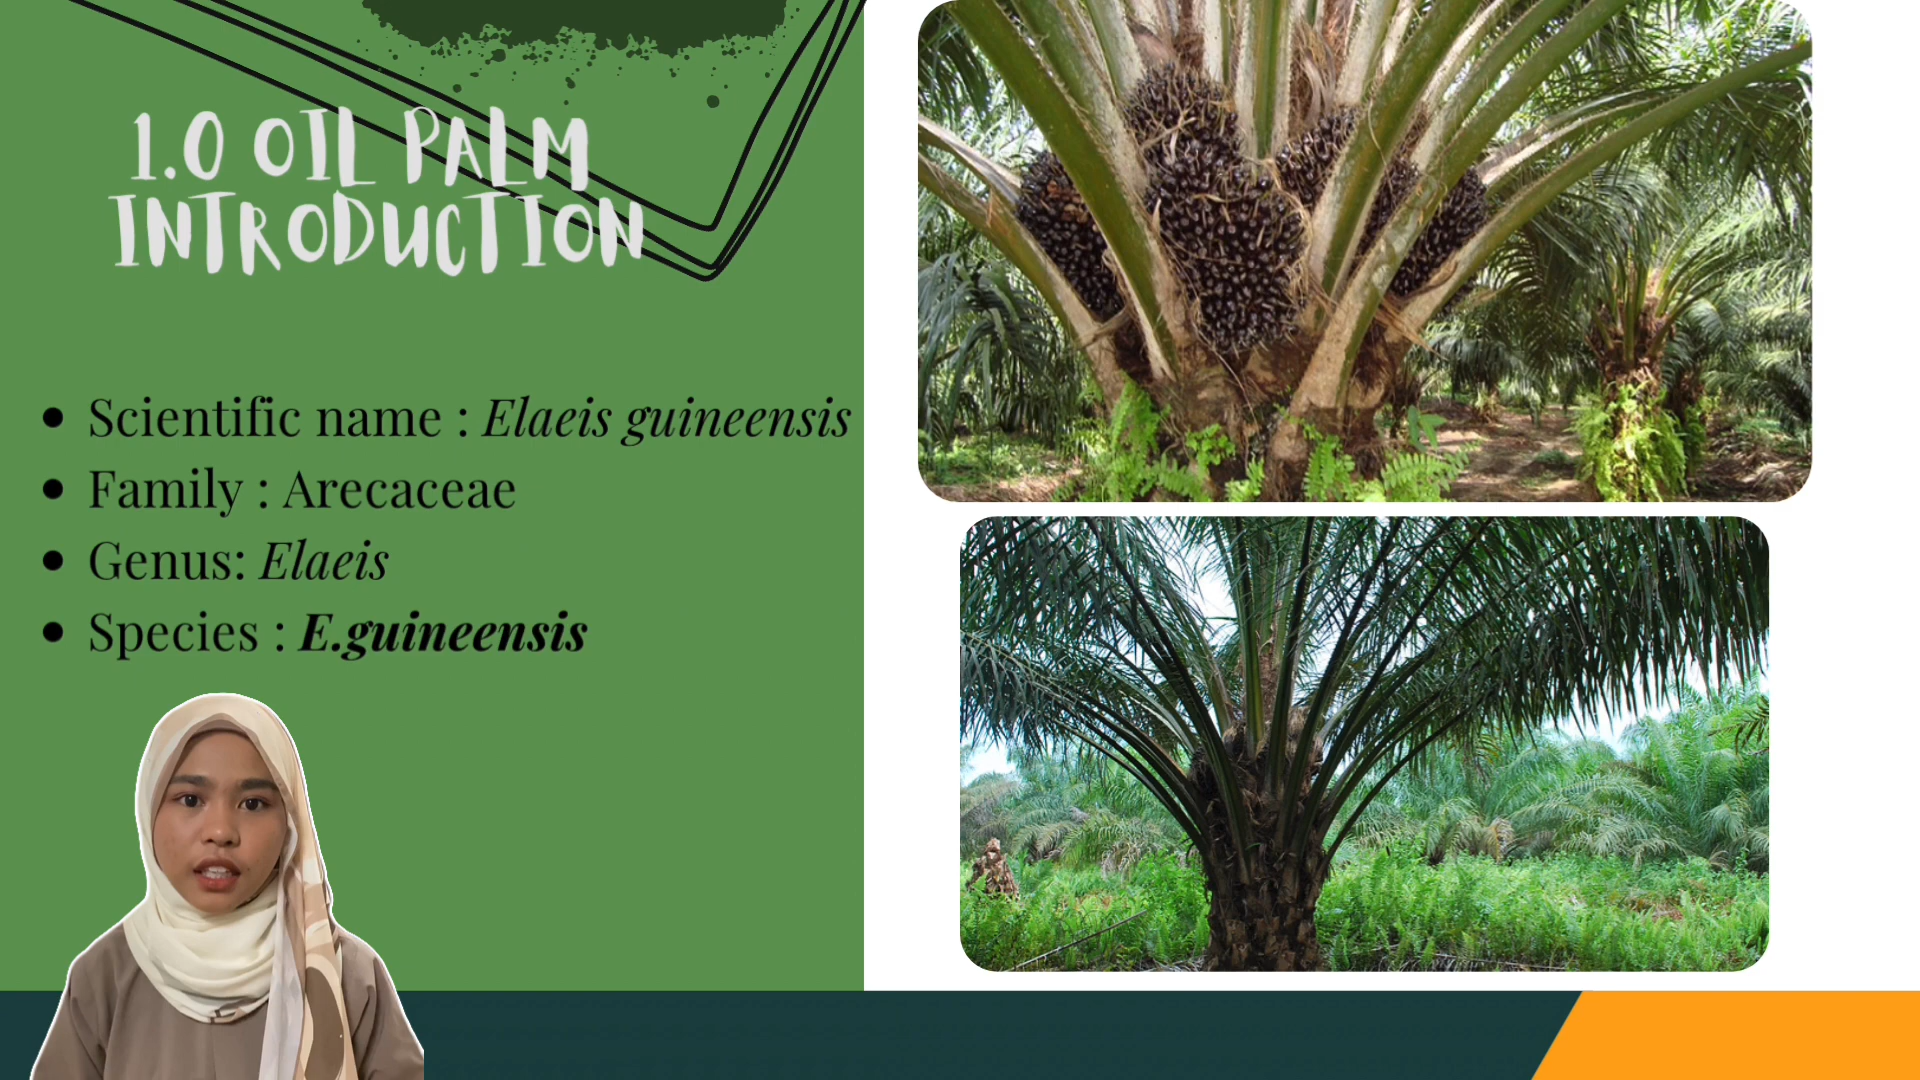 1.0 OIL PALM
INTRODUCTION
• Scientific name : Elaeis guineensis
• Family : Arecaceae
• Genus: Elaeis
• Species : E.guineensis